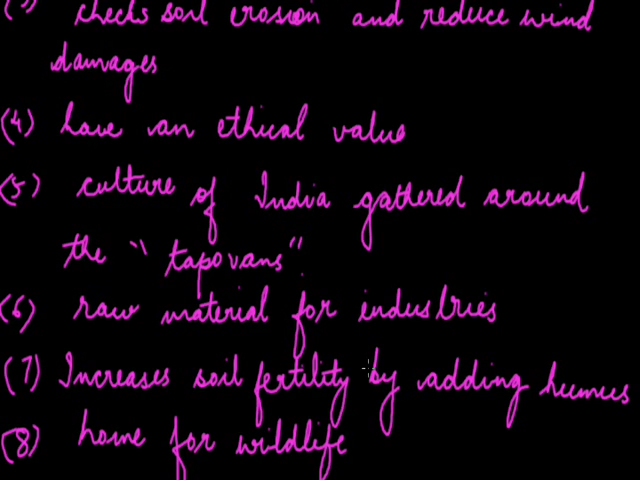 (3) checks soil erosion and reduce wind
damages
(4) have an ethical value
(5) culture of India gathered around
the "tapovans".
(6) raw material for industries
(7) Increases soil fertility by adding humus
(8) home for wildlife